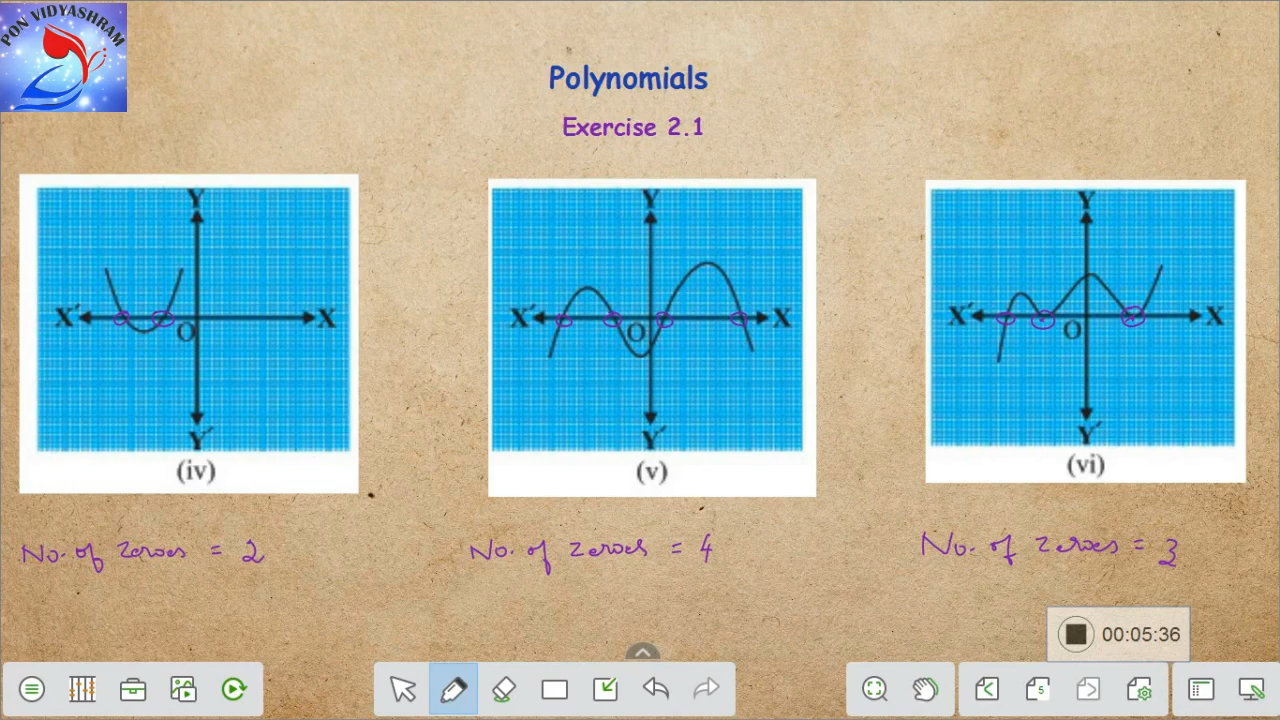 PON VIDYASHRAM
Polynomials
Exercise 2.1
Y
X′ O X
Y′
(iv)
Y
X′ O X
Y′
(v)
Y
X′ O X
Y′
(vi)
No. of zeroes = 2
No. of zeroes = 4
No. of zeroes = 3
00:05:36
5